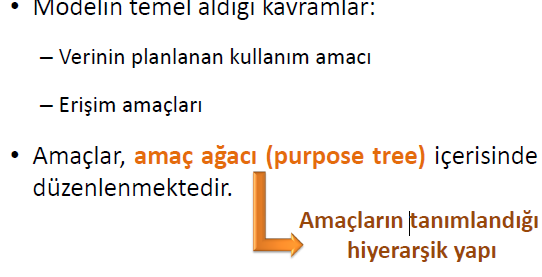 • Modelin temel aldığı kavramlar:
– Verinin planlanan kullanım amacı
– Erişim amaçları
• Amaçlar, amaç ağacı (purpose tree) içerisinde
düzenlenmektedir.
Amaçların tanımlandığı
hiyerarşik yapı